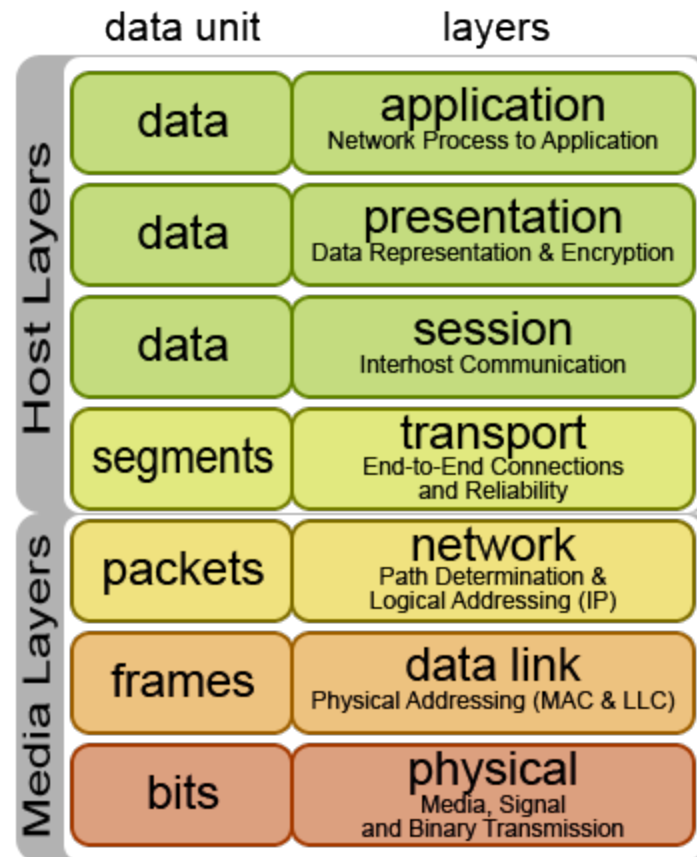 data unit
layers
Host Layers
data
application
Network Process to Application
data
presentation
Data Representation & Encryption
data
session
Interhost Communication
segments
transport
End-to-End Connections
and Reliability
Media Layers
packets
network
Path Determination &
Logical Addressing (IP)
frames
data link
Physical Addressing (MAC & LLC)
bits
physical
Media, Signal
and Binary Transmission